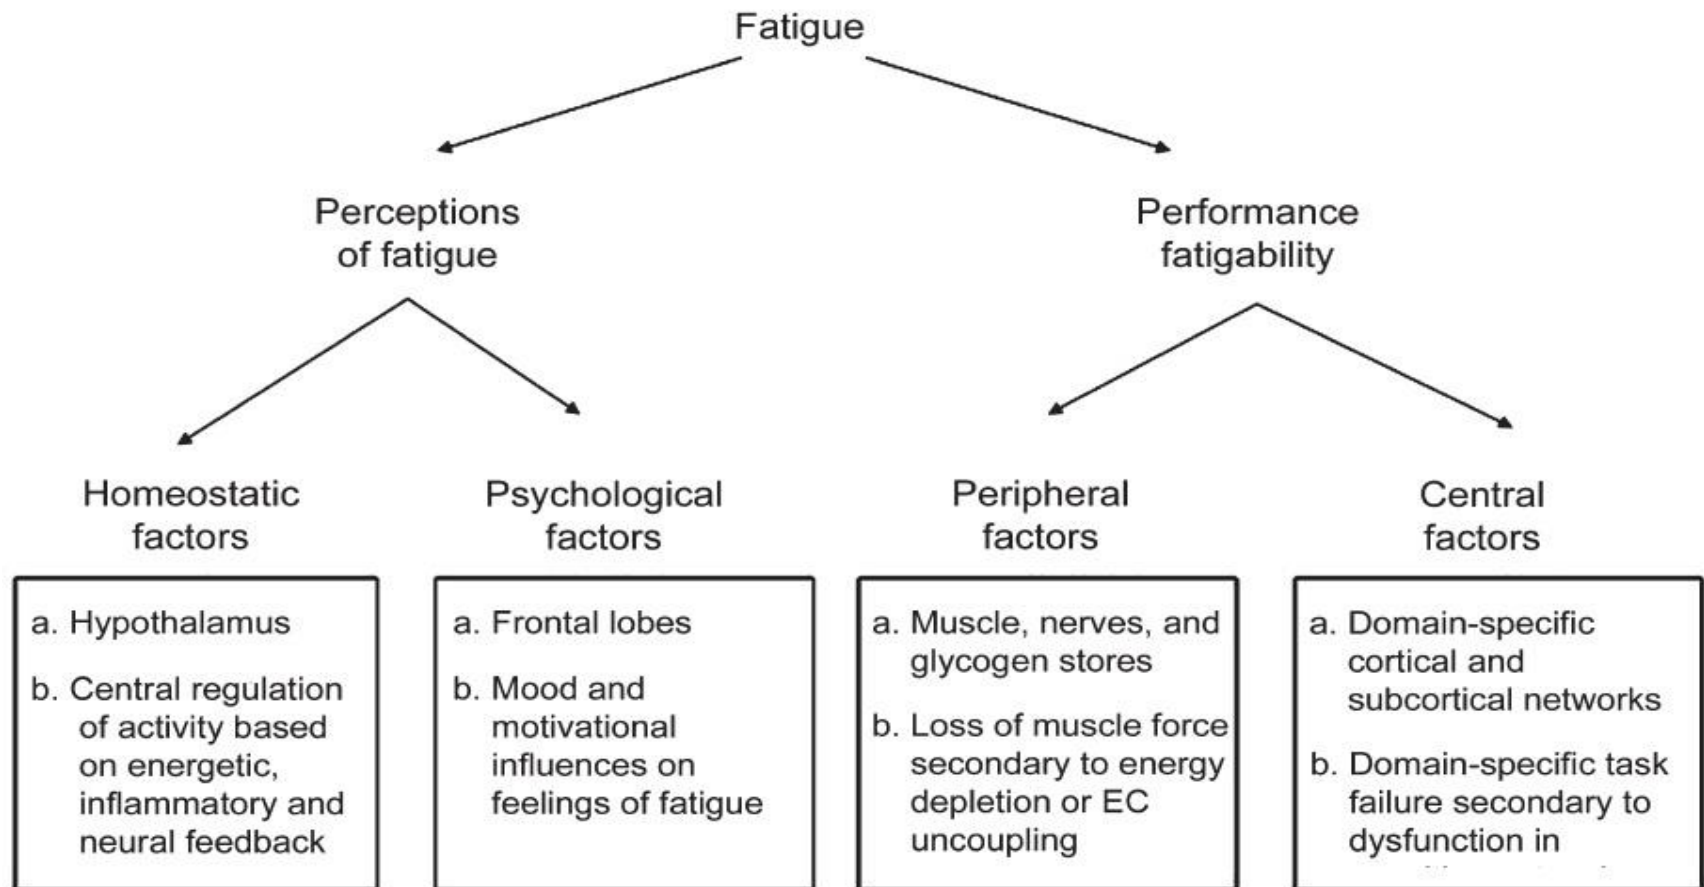 Fatigue
Perceptions
of fatigue
Performance
fatigability
Homeostatic
factors
Psychological
factors
Peripheral
factors
Central
factors
a. Hypothalamus
b. Central regulation
of activity based
on energetic,
inflammatory and
neural feedback
a. Frontal lobes
b. Mood and
motivational
influences on
feelings of fatigue
a. Muscle, nerves, and
glycogen stores
b. Loss of muscle force
secondary to energy
depletion or EC
uncoupling
a. Domain-specific
cortical and
subcortical networks
b. Domain-specific task
failure secondary to
dysfunction in